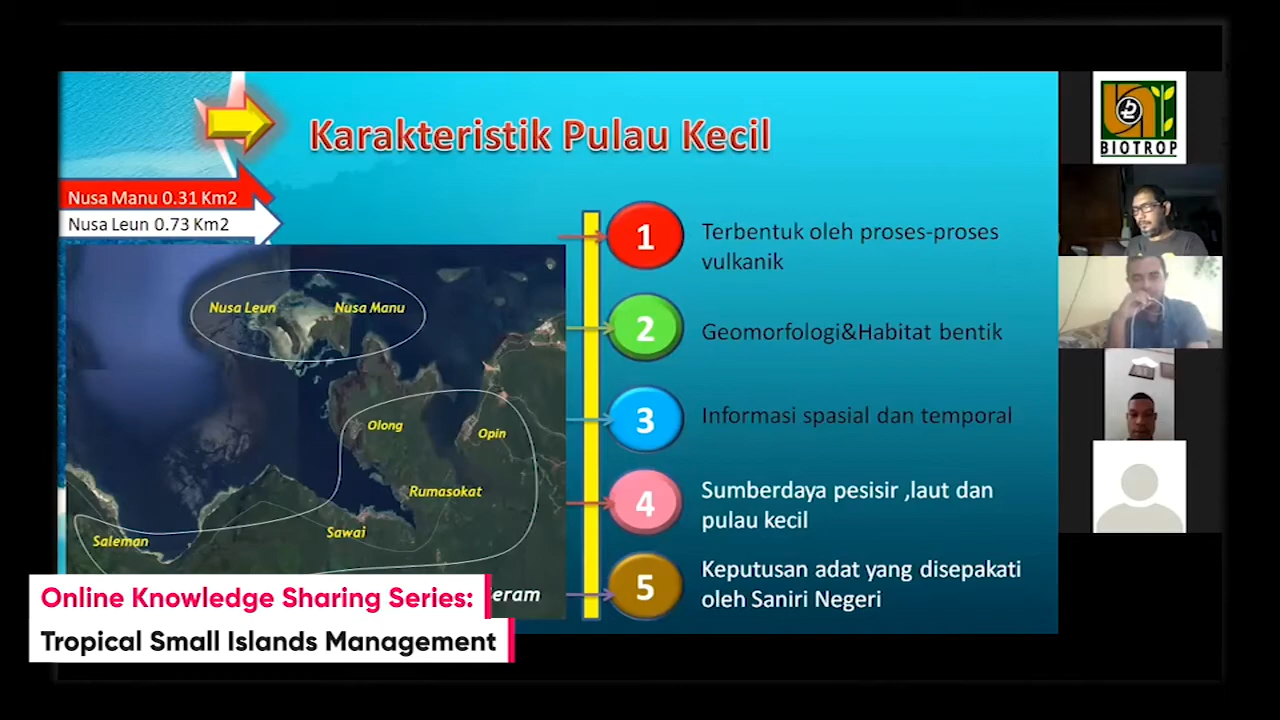 Karakteristik Pulau Kecil
Nusa Manu 0.31 Km2
Nusa Leun 0.73 Km2
Nusa Leun
Nusa Manu
Olong
Opin
Rumasokat
Sawai
Saleman
eram
1
Terbentuk oleh proses-proses
vulkanik
2
Geomorfologi&Habitat bentik
3
Informasi spasial dan temporal
4
Sumberdaya pesisir ,laut dan
pulau kecil
5
Keputusan adat yang disepakati
oleh Saniri Negeri
BIOTROP
Online Knowledge Sharing Series:
Tropical Small Islands Management